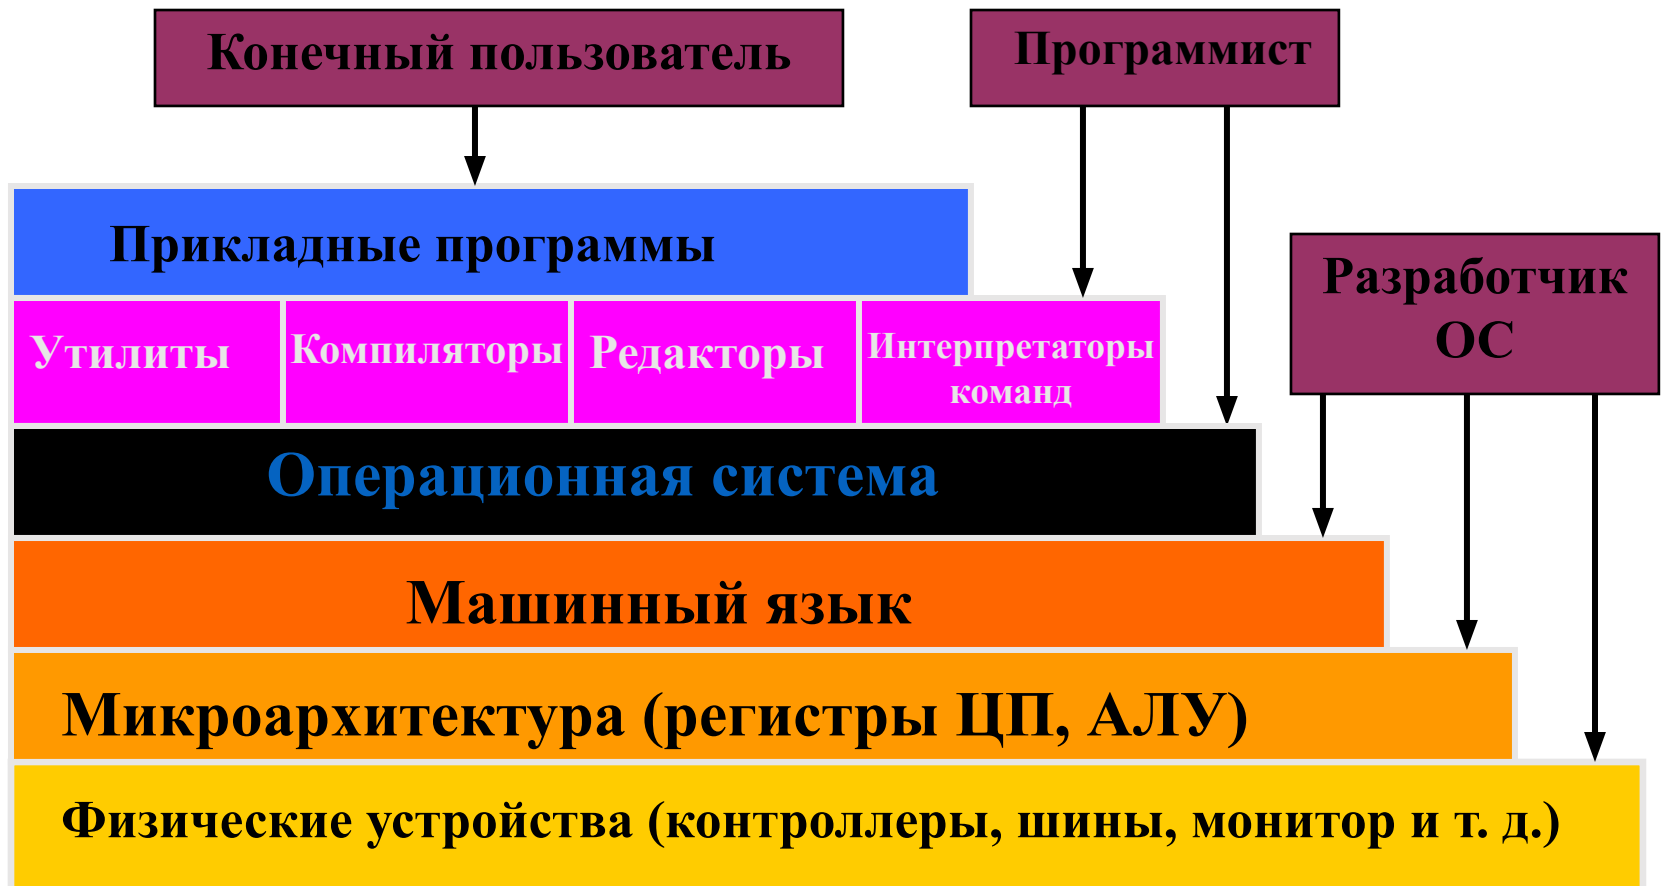 Конечный пользователь
Программист
Прикладные программы
Разработчик
ОС
Утилиты
Компиляторы
Редакторы
Интерпретаторы
команд
Операционная система
Машинный язык
Микроархитектура (регистры ЦП, АЛУ)
Физические устройства (контроллеры, шины, монитор и т. д.)